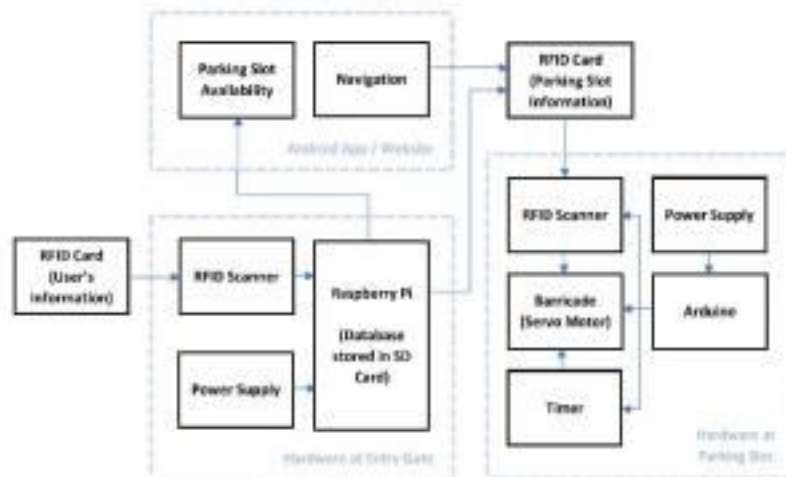 Parking Slot
Availability
Navigation
RFID Card
(Parking Slot
Information)
Android App / Website
RFID Scanner
Power Supply
RFID Card
(User's
information)
RFID Scanner
Raspberry Pi
(Database
stored in SD
Card)
Barricade
(Servo Motor)
Arduino
Power Supply
Timer
Hardware at Entry Gate
Hardware at
Parking Slot